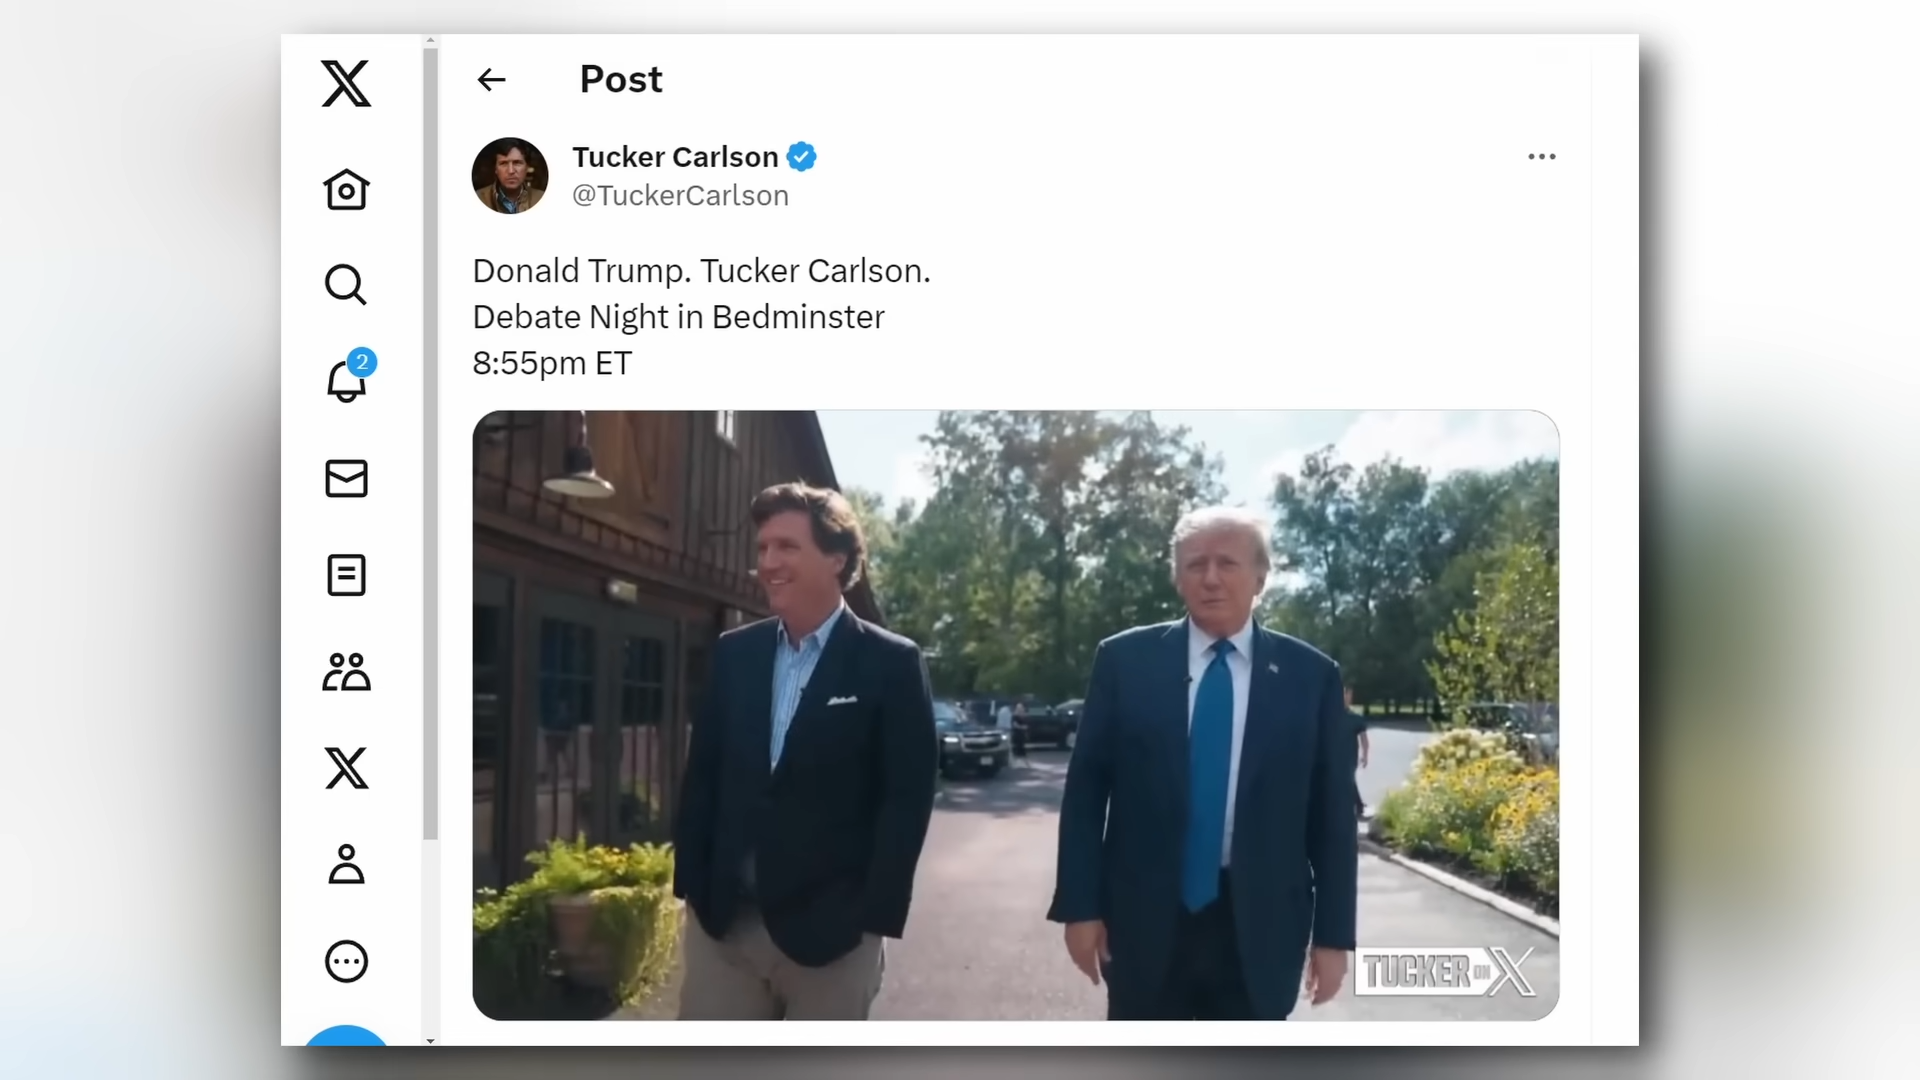 Post
Tucker Carlson
@TuckerCarlson
Donald Trump. Tucker Carlson.
Debate Night in Bedminster
8:55pm ET
2
TUCKER ON X